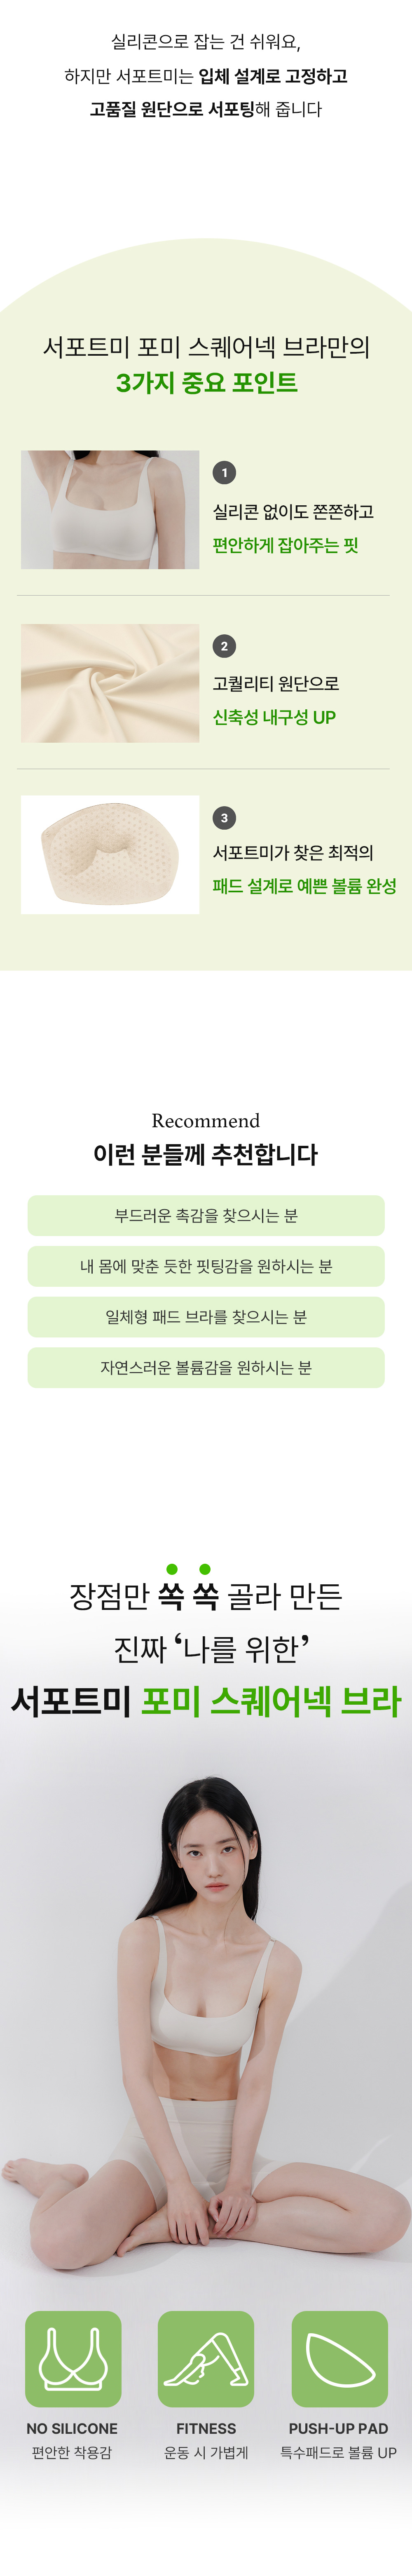 실리콘으로 잡는 건 쉬워요,
하지만 서포트미는 입체 설계로 고정하고
고품질 원단으로 서포팅해 줍니다
서포트미 포미 스퀘어넥 브라만의
3가지 중요 포인트
1
실리콘 없이도 쫀쫀하고
편안하게 잡아주는 핏
2
고퀄리티 원단으로
신축성 내구성 UP
3
서포트미가 찾은 최적의
패드 설계로 예쁜 볼륨 완성
Recommend
이런 분들께 추천합니다
부드러운 촉감을 찾으시는 분
내 몸에 맞춘 듯한 핏팅감을 원하시는 분
일체형 패드 브라를 찾으시는 분
자연스러운 볼륨감을 원하시는 분
장점만 쏙 쏙 골라 만든
진짜 ‘나를 위한’
서포트미 포미 스퀘어넥 브라
NO SILICONE
편안한 착용감
FITNESS
운동 시 가볍게
PUSH-UP PAD
특수패드로 볼륨 UP